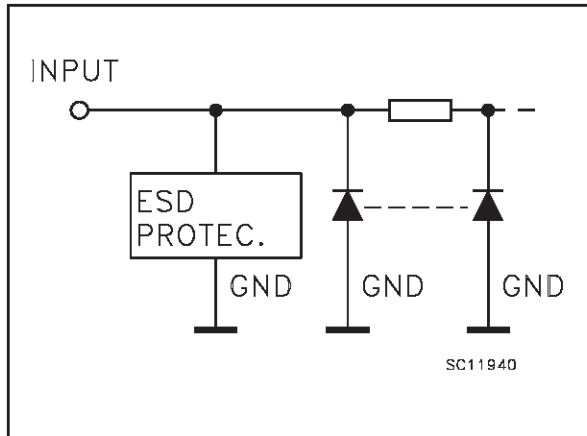 INPUT
ESD
PROTEC.
GND
GND
GND
SC11940